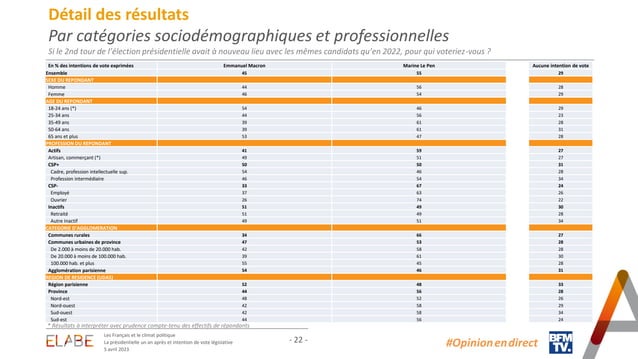 Détail des résultats
Par catégories sociodémographiques et professionnelles
Si le 2nd tour de l'élection présidentielle avait à nouveau lieu avec les mêmes candidats qu'en 2022, pour qui voteriez-vous ?
En % des intentions de vote exprimées Emmanuel Macron Marine Le Pen Aucune intention de vote
Ensemble 45 55 29
SEXE DU REPONDANT
Homme 44 56 28
Femme 46 54 29
AGE DU REPONDANT
18-24 ans (*) 54 46 29
25-34 ans 44 56 23
35-49 ans 39 61 28
50-64 ans 39 61 31
65 ans et plus 53 47 28
PROFESSION DU REPONDANT
Actifs 41 59 27
Artisan, commerçant (*) 49 51 27
CSP+ 50 50 31
Cadre, profession intellectuelle sup. 54 46 28
Profession intermédiaire 46 54 34
CSP- 33 67 24
Employé 37 63 26
Ouvrier 26 74 22
Inactifs 51 49 30
Retraité 51 49 28
Autre inactif 49 51 34
CATEGORIE D'AGGLOMERATION
Communes rurales 34 66 27
Communes urbaines de province 47 53 28
De 2.000 à moins de 20.000 hab. 42 58 28
De 20.000 à moins de 100.000 hab. 39 61 30
100.000 hab. et plus 55 45 28
Agglomération parisienne 54 46 31
REGION DE RESIDENCE (UDA5)
Région parisienne 52 48 33
Province 44 56 28
Nord-est 48 52 26
Nord-ouest 42 58 29
Sud-ouest 42 58 34
Sud-est 44 56 24
* Résultats à interpréter avec prudence compte-tenu des effectifs de répondants
ELABE
Les Français et le climat politique
La présidentielle un an après et intention de vote législative
5 avril 2023
- 22 -
#Opinion en direct
BFM
TV.